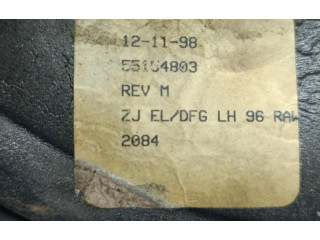 12-11-98
55154803
REV M
ZJ EL/DFG LH 96 RAW
2084